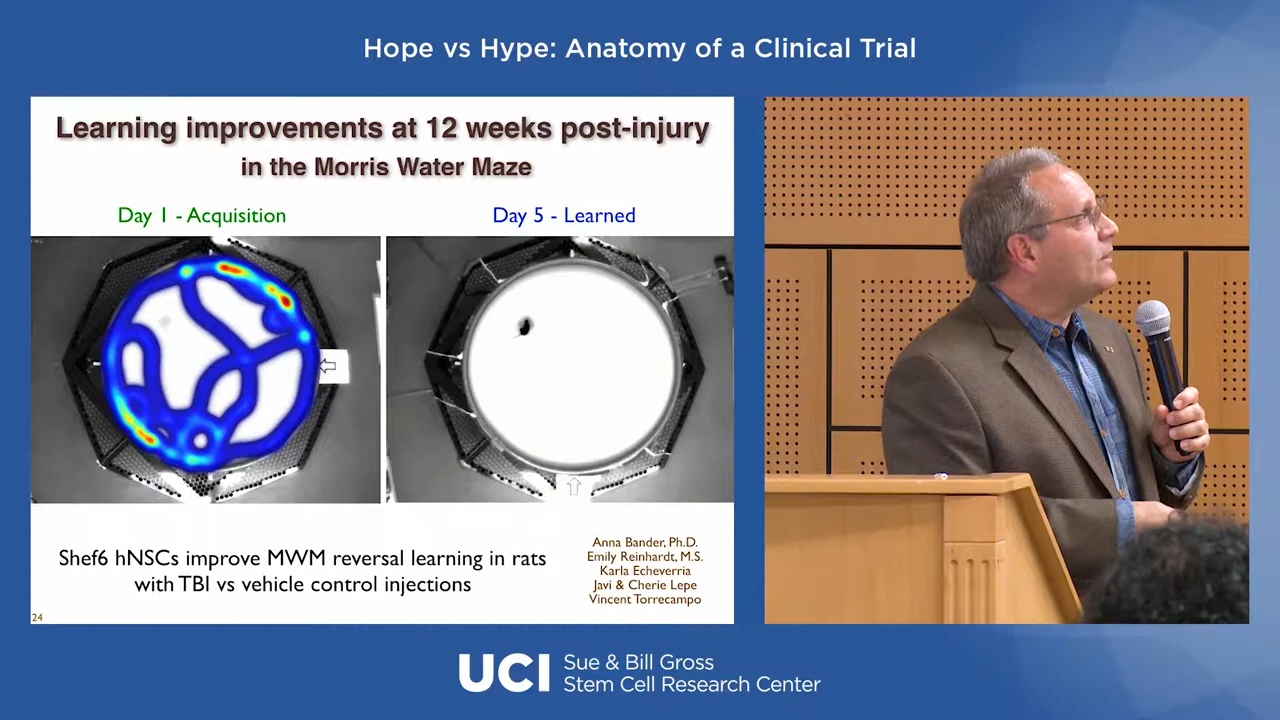 Hope vs Hype: Anatomy of a Clinical Trial
Learning improvements at 12 weeks post-injury
in the Morris Water Maze
Day 1 - Acquisition
Day 5 - Learned
Shef6 hNSCs improve MWM reversal learning in rats
with TBI vs vehicle control injections
Anna Bander, Ph.D.
Emily Reinhardt, M.S.
Karla Echeverria
Javi & Cherie Lepe
Vincent Torrecampo
24
UCI
Sue & Bill Gross
Stem Cell Research Center